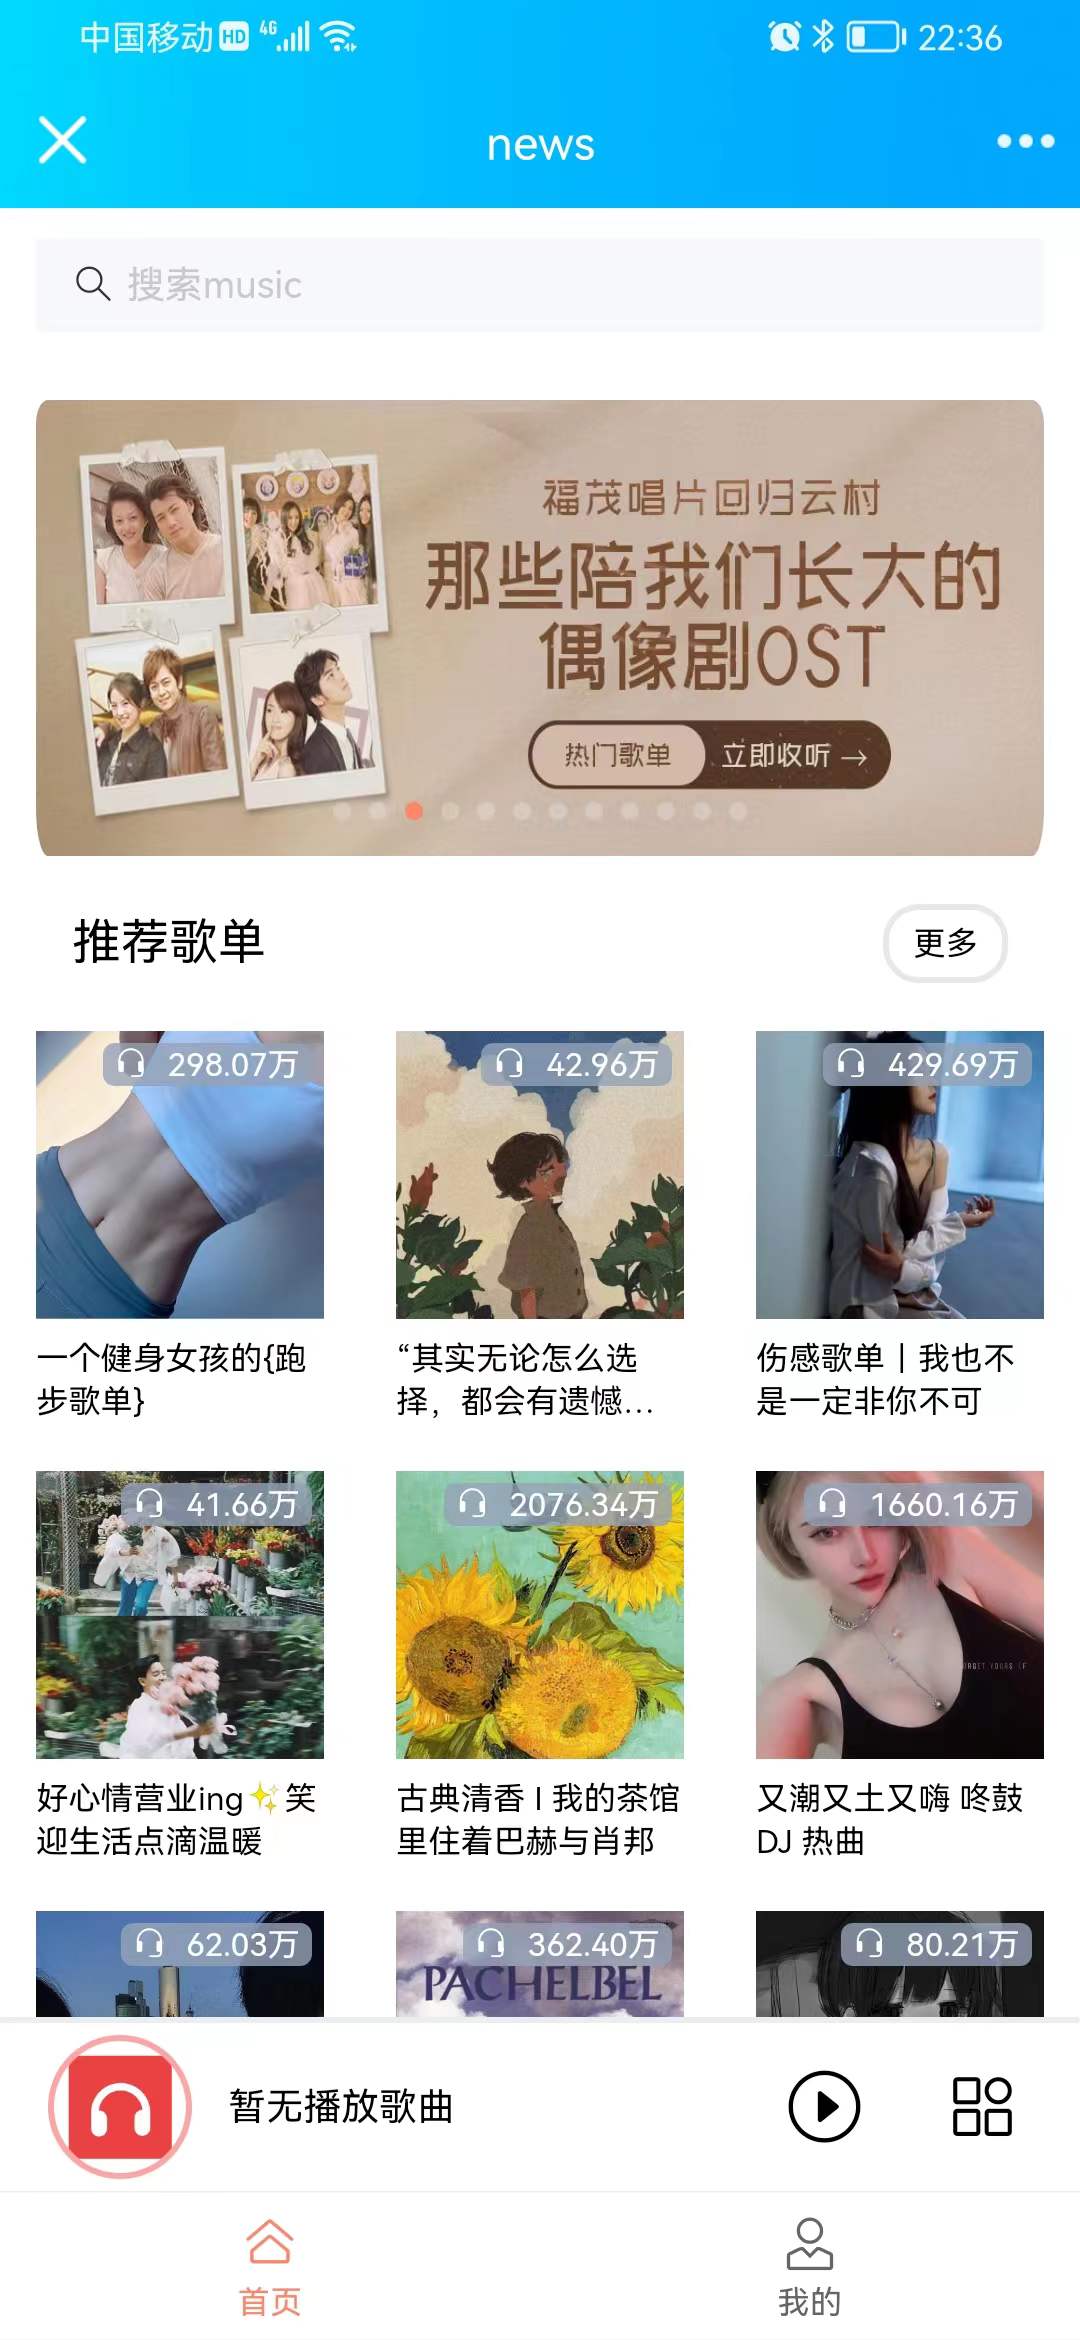 中国移动 HD 4G 22:36
news
搜索music
福茂唱片回归云村
那些陪我们长大的
偶像剧OST
热门歌单 立即收听 →
推荐歌单 更多
298.07万 42.96万 429.69万
一个健身女孩的{跑
步歌单}
“其实无论怎么选
择，都会有遗憾...
伤感歌单丨我也不
是一定非你不可
41.66万 2076.34万 1660.16万
好心情营业ing✨笑
迎生活点滴温暖
古典清香 I 我的茶馆
里住着巴赫与肖邦
又潮又土又嗨 咚鼓
DJ 热曲
62.03万 362.40万 80.21万
PACHELBEL
暂无播放歌曲
首页 我的